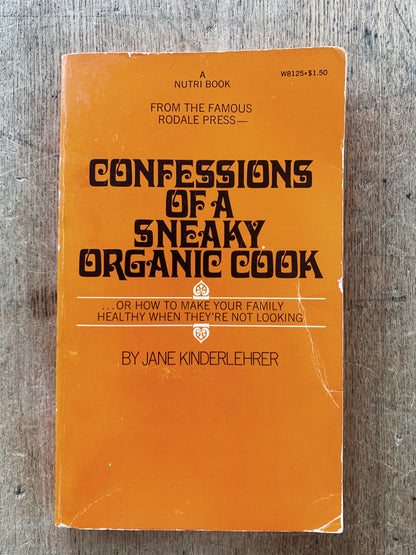 A
NUTRI BOOK
W8125•$1.50
FROM THE FAMOUS
RODALE PRESS—
CONFESSIONS
OF A
SNEAKY
ORGANIC COOK
...OR HOW TO MAKE YOUR FAMILY
HEALTHY WHEN THEY'RE NOT LOOKING
BY JANE KINDERLEHRER